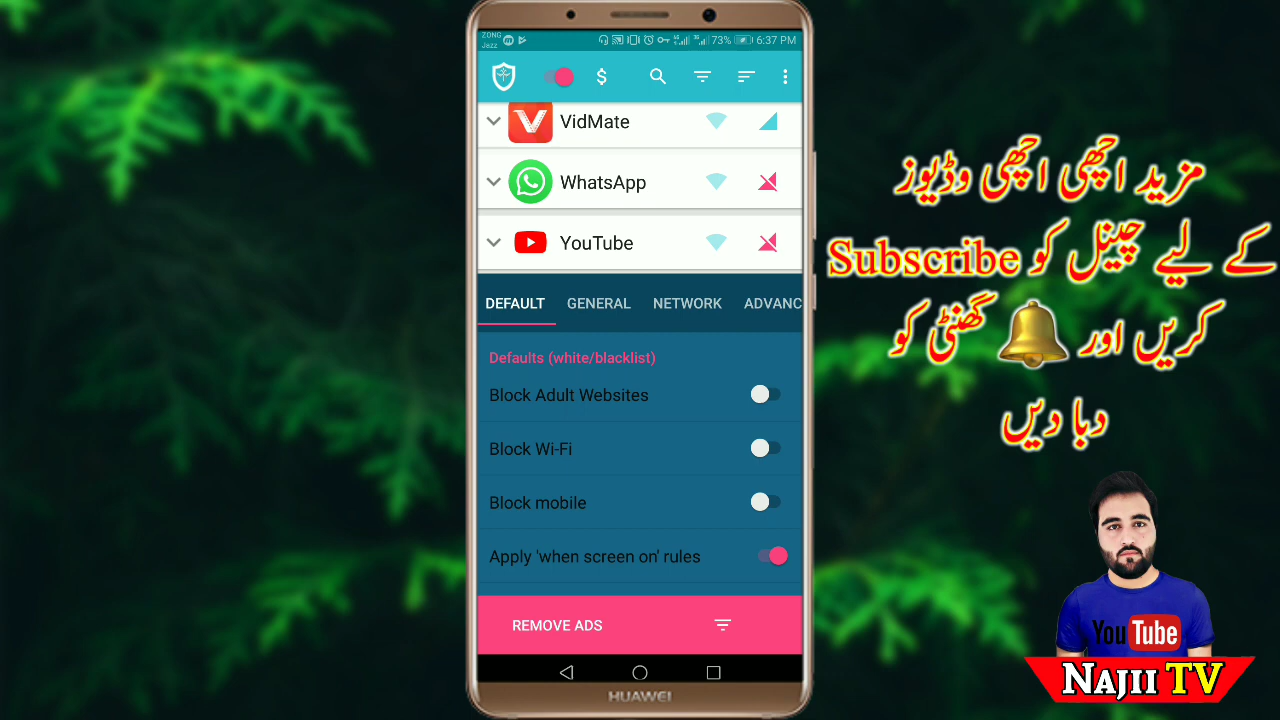 ZONG
Jazz
73% 6:37 PM
$
VidMate
WhatsApp
YouTube
DEFAULT GENERAL NETWORK ADVANC
Defaults (white/blacklist)
Block Adult Websites
Block Wi-Fi
Block mobile
Apply 'when screen on' rules
REMOVE ADS
HUAWEI
مزید اچھی اچھی وڈیوز
کے لیے چینل کو Subscribe
کریں اور گھنٹی کو
دبا دیں
YouTube
NAJII TV